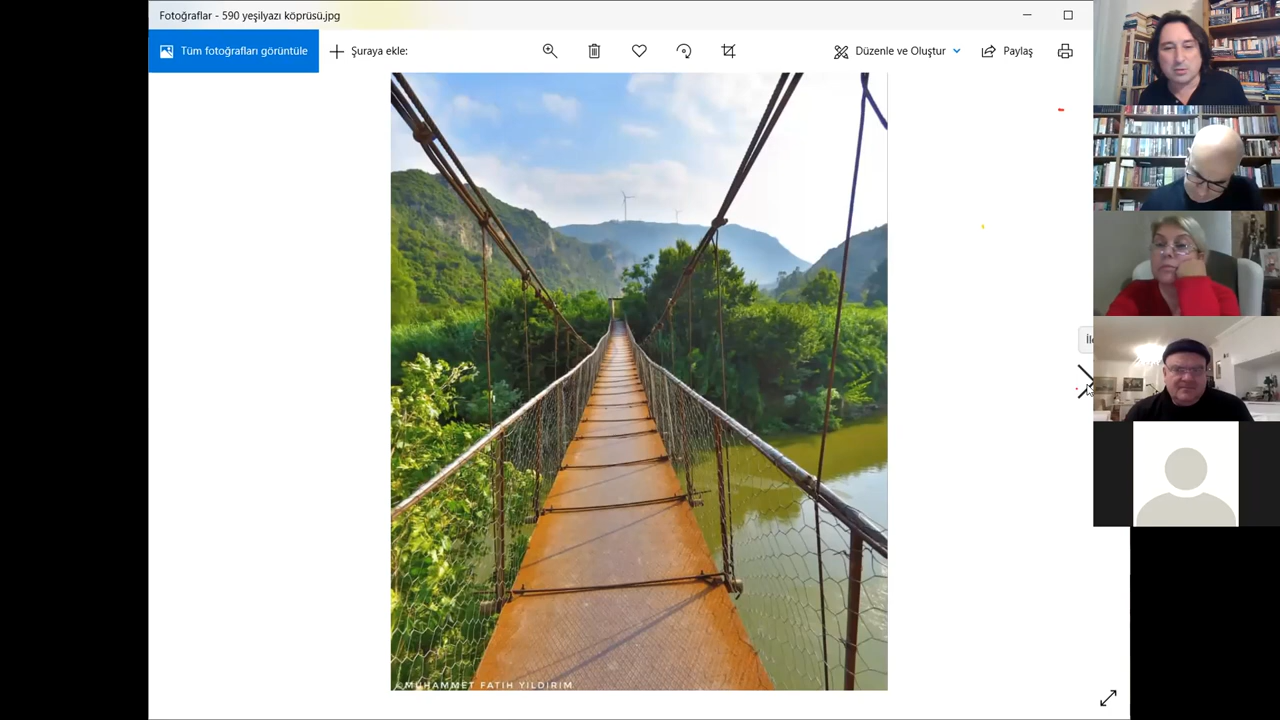 Fotoğraflar - 590 yeşilyazı köprüsü.jpg
Tüm fotoğrafları görüntüle
Şuraya ekle:
Düzenle ve Oluştur
Paylaş
©MUHAMMET FATIH YILDIRIM